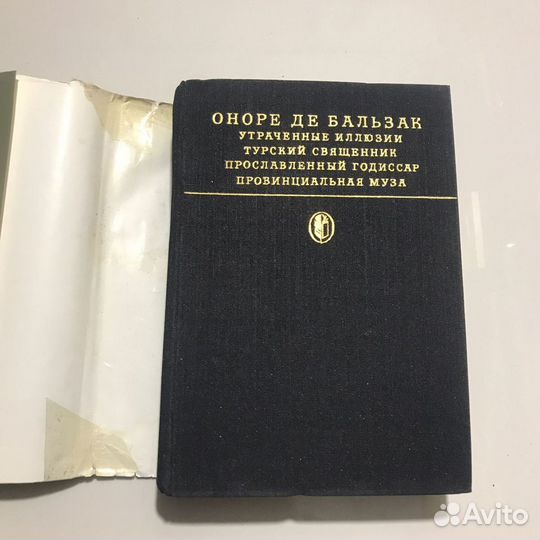 ОНОРЕ ДЕ БАЛЬЗАК
УТРАЧЕННЫЕ ИЛЛЮЗИИ
ТУРСКИЙ СВЯЩЕННИК
ПРОСЛАВЛЕННЫЙ ГОДИССАР
ПРОВИНЦИАЛЬНАЯ МУЗА
Avito